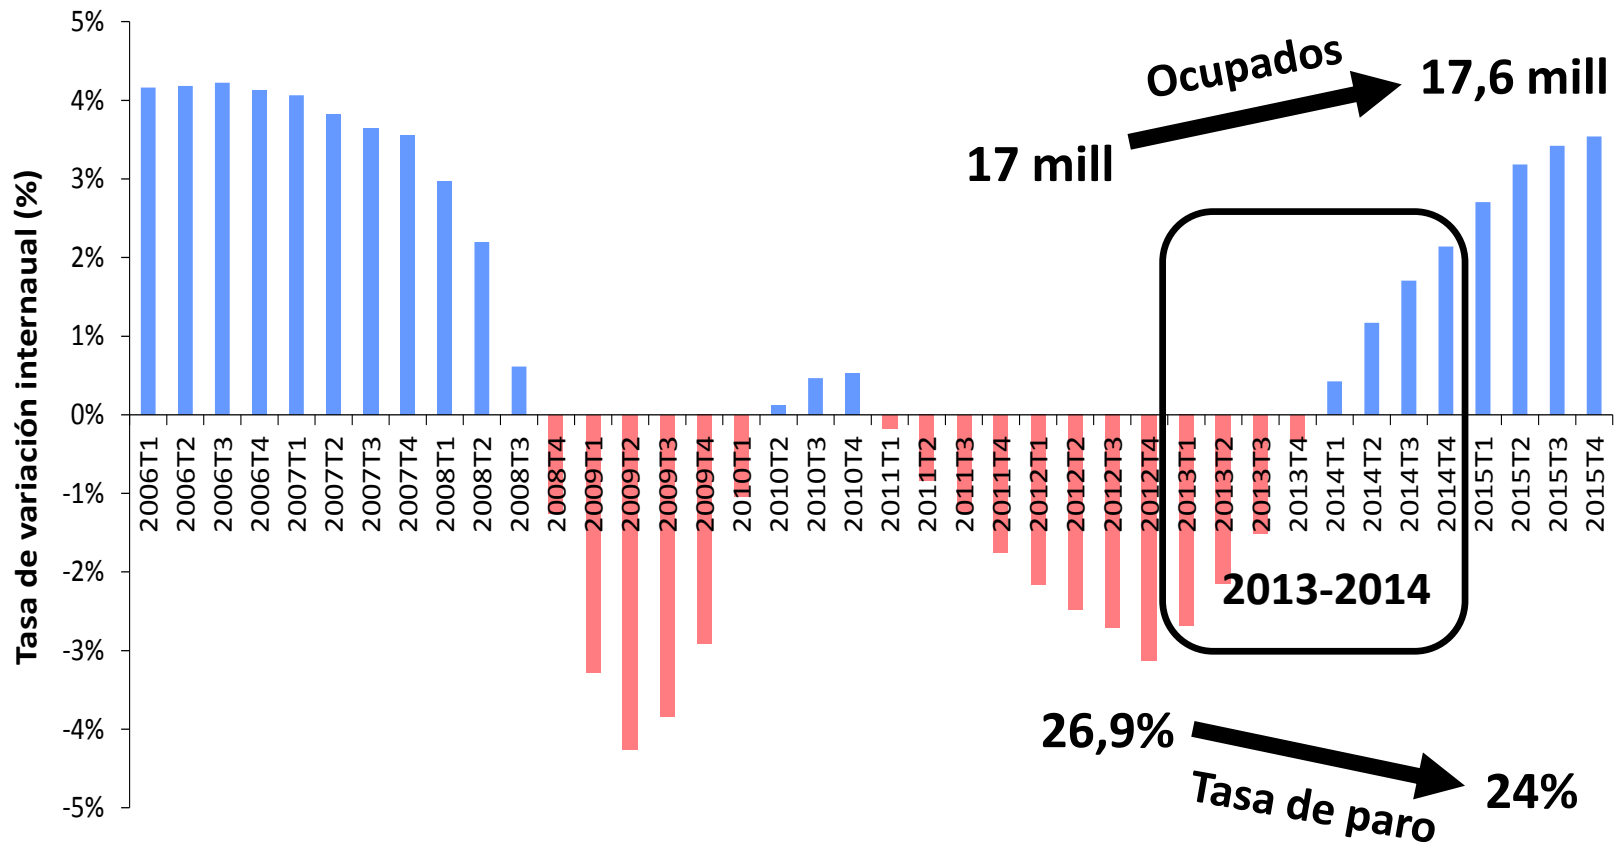 Tasa de variación internaual (%)
5%
4%
3%
2%
1%
0%
-1%
-2%
-3%
-4%
-5%
2006T1
2006T2
2006T3
2006T4
2007T1
2007T2
2007T3
2007T4
2008T1
2008T2
2008T3
2008T4
2009T1
2009T2
2009T3
2009T4
2010T1
2010T2
2010T3
2010T4
2011T1
2011T2
2011T3
2011T4
2012T1
2012T2
2012T3
2012T4
2013T1
2013T2
2013T3
2013T4
2014T1
2014T2
2014T3
2014T4
2015T1
2015T2
2015T3
2015T4
Ocupados
17 mill
17,6 mill
2013-2014
26,9%
Tasa de paro
24%